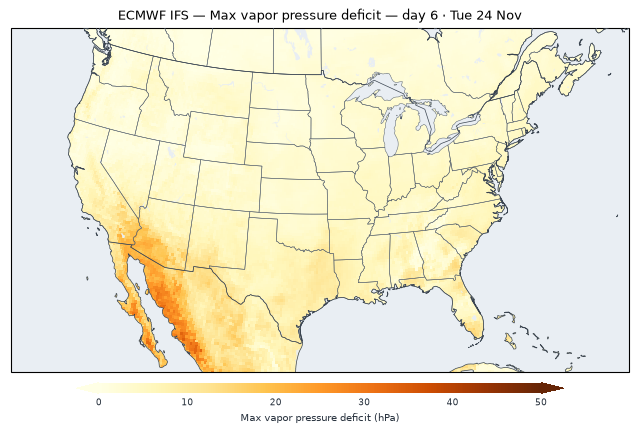 ECMWF IFS — Max vapor pressure deficit — day 6 · Tue 24 Nov
0 10 20 30 40 50
Max vapor pressure deficit (hPa)